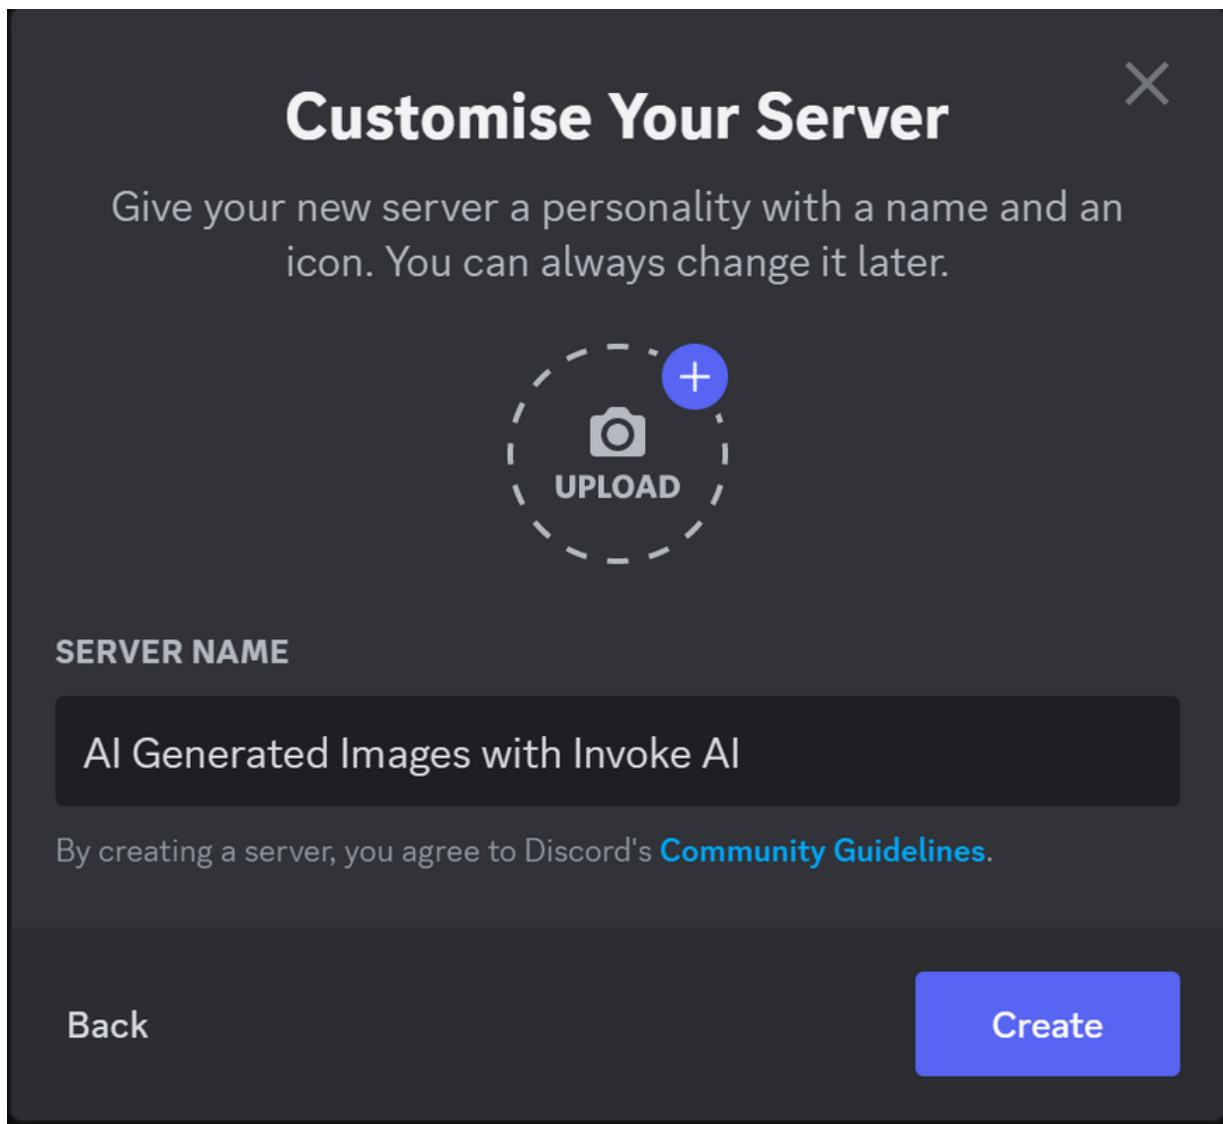 Customise Your Server
Give your new server a personality with a name and an
icon. You can always change it later.
UPLOAD
SERVER NAME
AI Generated Images with Invoke AI
By creating a server, you agree to Discord's Community Guidelines.
Back
Create